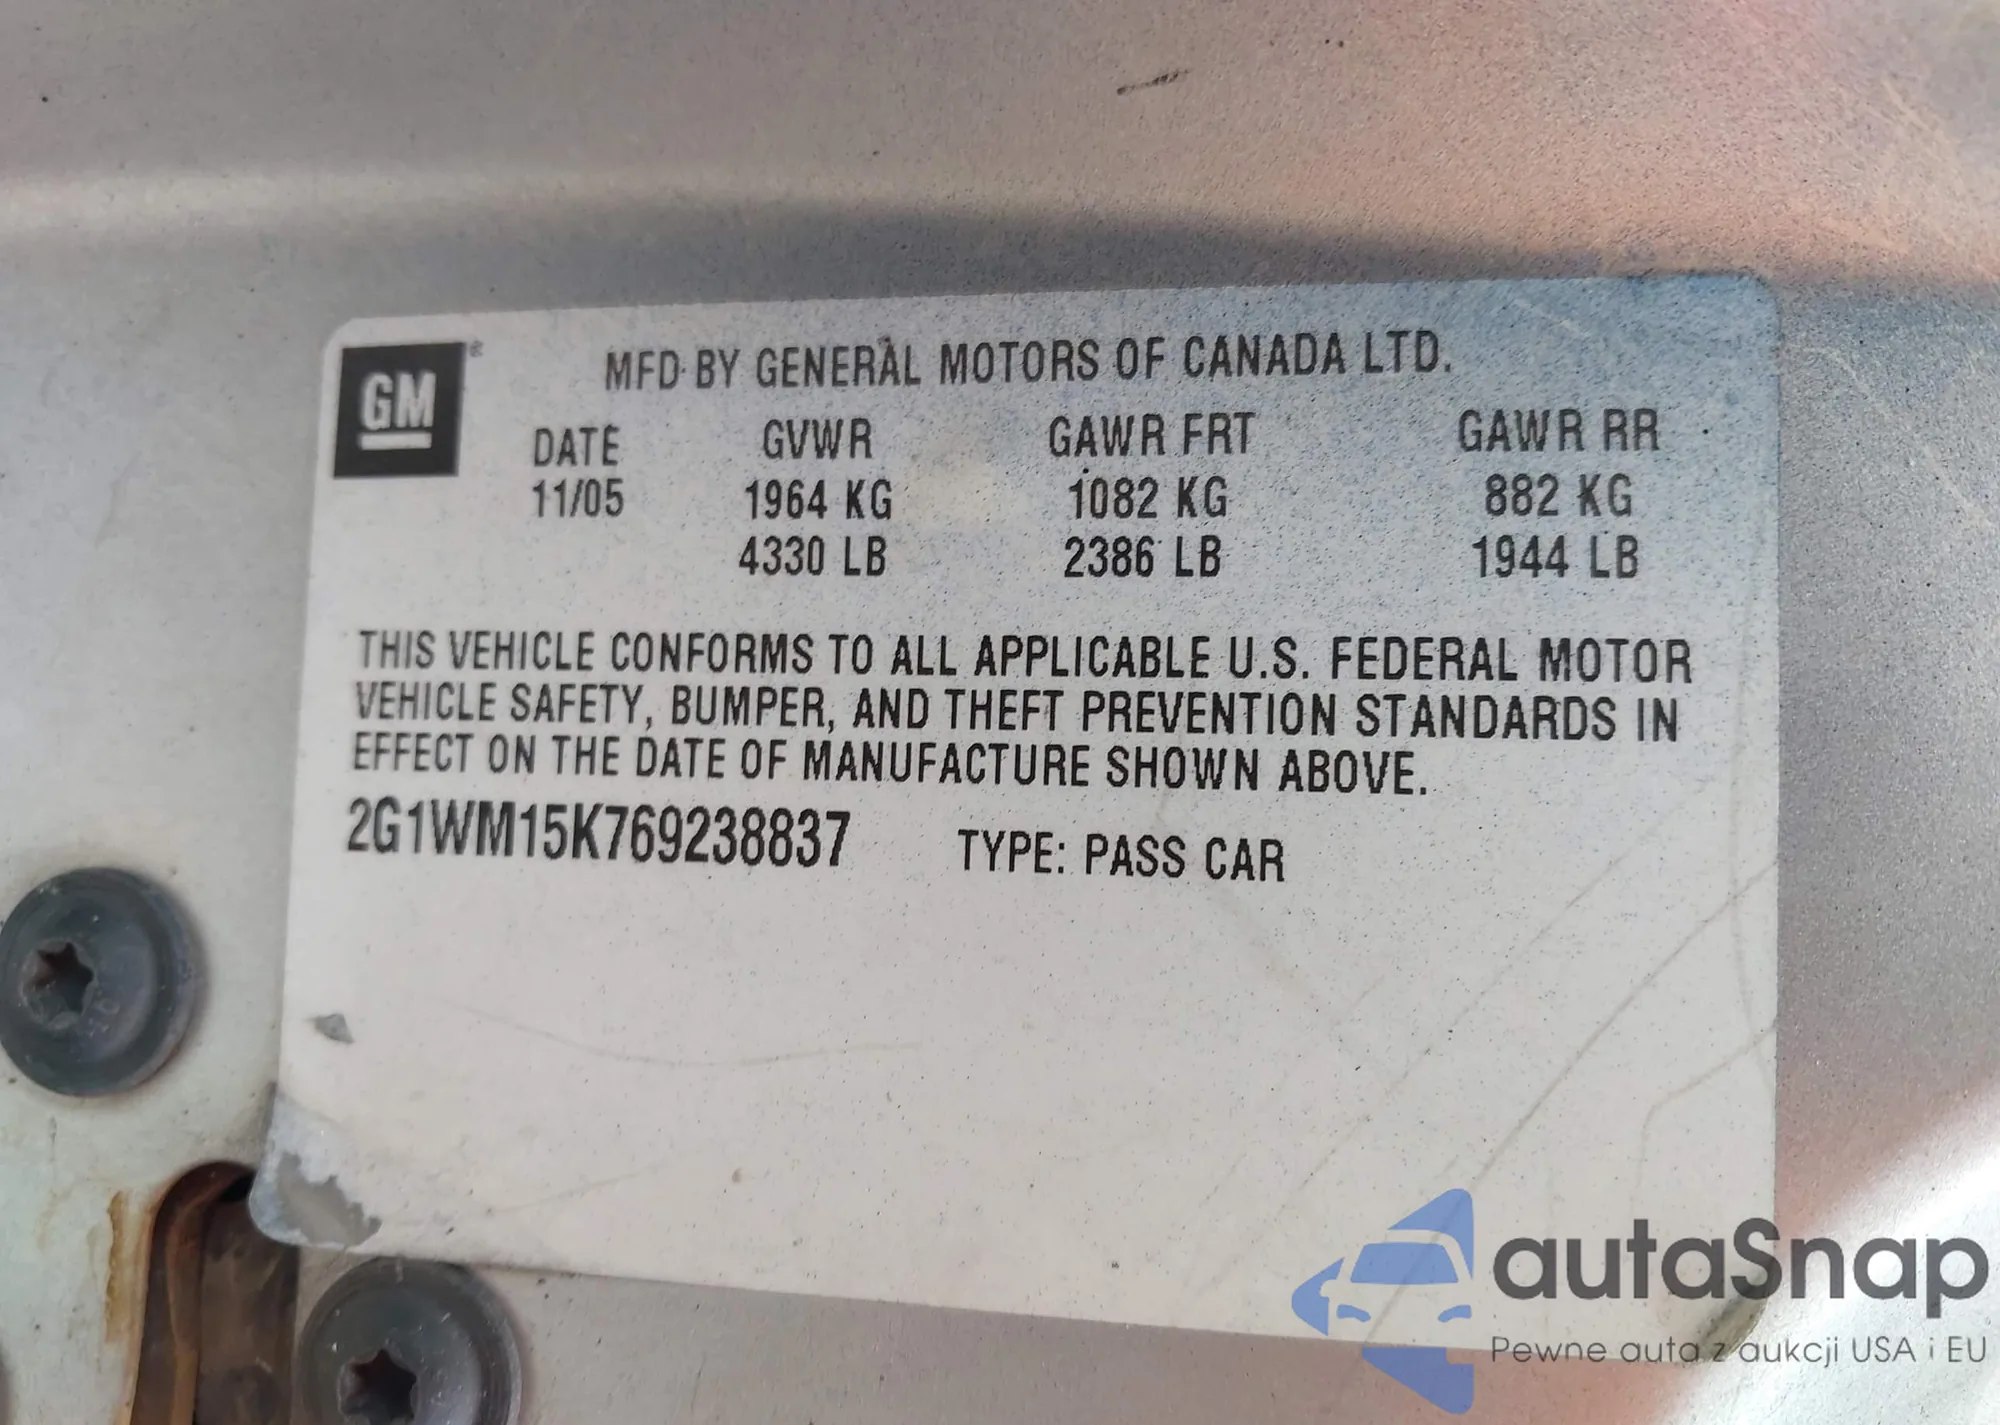 GM
MFD BY GENERAL MOTORS OF CANADA LTD.
DATE GVWR GAWR FRT GAWR RR
11/05 1964 KG 1082 KG 882 KG
4330 LB 2386 LB 1944 LB
THIS VEHICLE CONFORMS TO ALL APPLICABLE U.S. FEDERAL MOTOR
VEHICLE SAFETY, BUMPER, AND THEFT PREVENTION STANDARDS IN
EFFECT ON THE DATE OF MANUFACTURE SHOWN ABOVE.
2G1WM15K769238837 TYPE: PASS CAR
autaSnap
Pewne auta z aukcji USA i EU